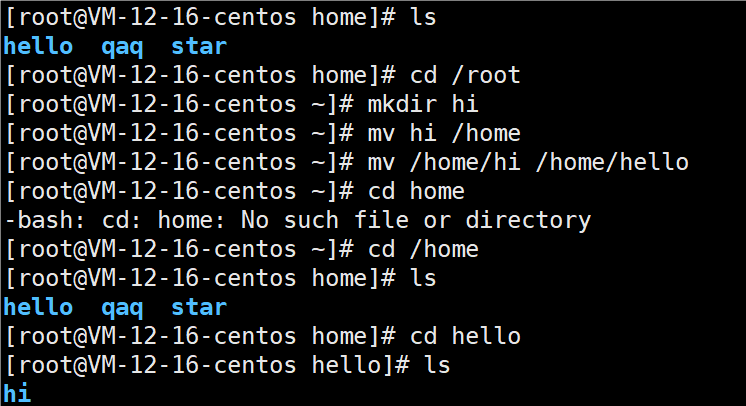 [root@VM-12-16-centos home]# ls
hello  qaq  star
[root@VM-12-16-centos home]# cd /root
[root@VM-12-16-centos ~]# mkdir hi
[root@VM-12-16-centos ~]# mv hi /home
[root@VM-12-16-centos ~]# mv /home/hi /home/hello
[root@VM-12-16-centos ~]# cd home
-bash: cd: home: No such file or directory
[root@VM-12-16-centos ~]# cd /home
[root@VM-12-16-centos home]# ls
hello  qaq  star
[root@VM-12-16-centos home]# cd hello
[root@VM-12-16-centos hello]# ls
hi